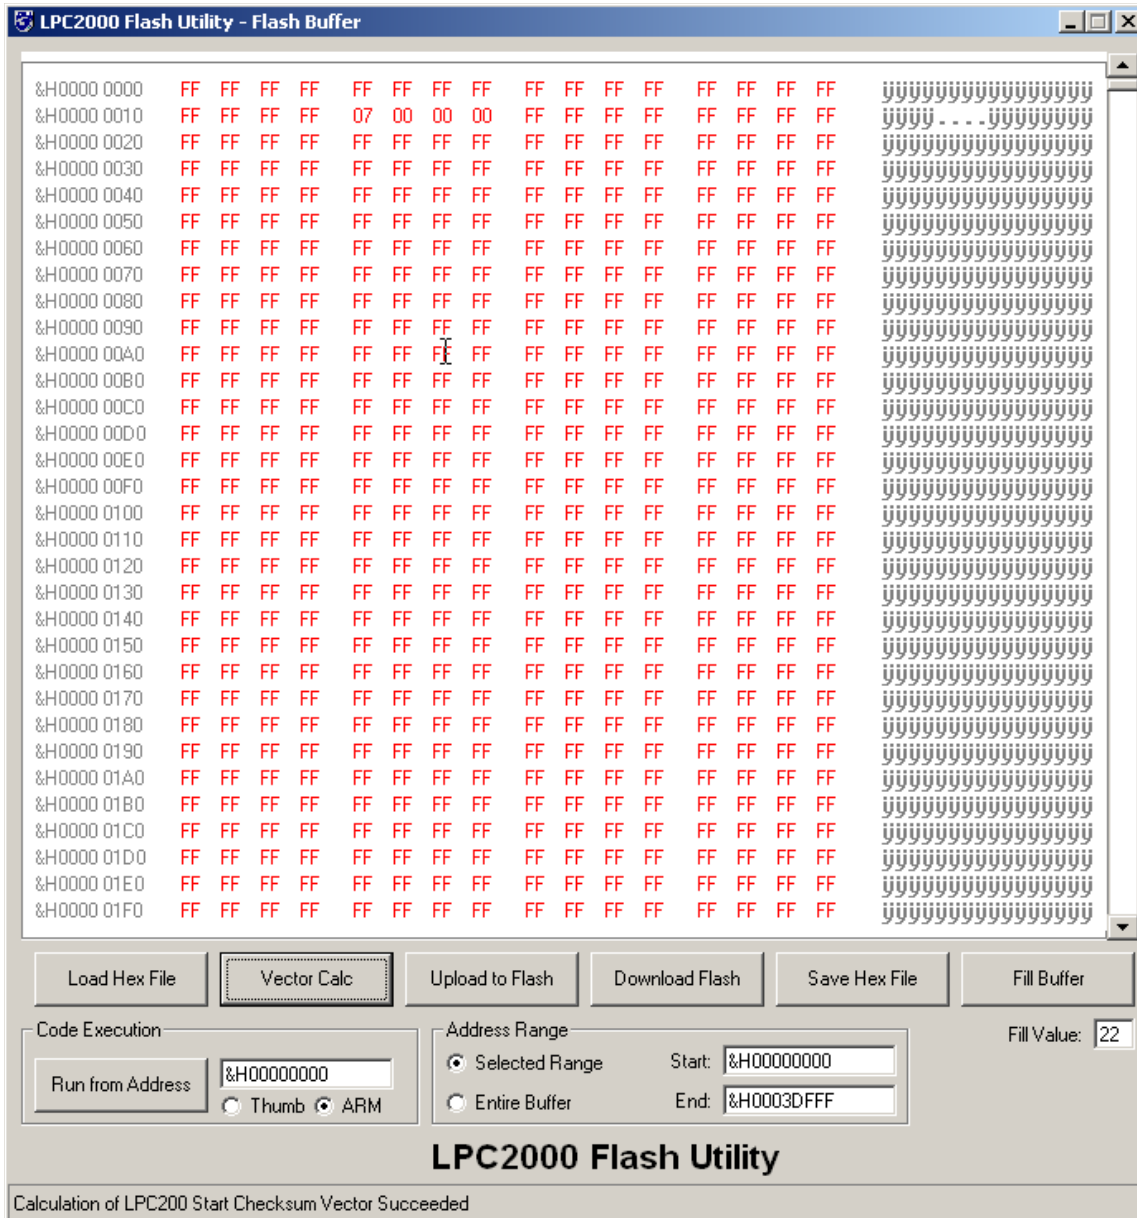 LPC2000 Flash Utility - Flash Buffer
&H0000 0000 FF FF FF FF FF FF FF FF FF FF FF FF FF FF FF FF ÿÿÿÿÿÿÿÿÿÿÿÿÿÿÿÿ
&H0000 0010 FF FF FF FF 07 00 00 00 FF FF FF FF FF FF FF FF ÿÿÿÿ....ÿÿÿÿÿÿÿÿ
&H0000 0020 FF FF FF FF FF FF FF FF FF FF FF FF FF FF FF FF ÿÿÿÿÿÿÿÿÿÿÿÿÿÿÿÿ
&H0000 0030 FF FF FF FF FF FF FF FF FF FF FF FF FF FF FF FF ÿÿÿÿÿÿÿÿÿÿÿÿÿÿÿÿ
&H0000 0040 FF FF FF FF FF FF FF FF FF FF FF FF FF FF FF FF ÿÿÿÿÿÿÿÿÿÿÿÿÿÿÿÿ
&H0000 0050 FF FF FF FF FF FF FF FF FF FF FF FF FF FF FF FF ÿÿÿÿÿÿÿÿÿÿÿÿÿÿÿÿ
&H0000 0060 FF FF FF FF FF FF FF FF FF FF FF FF FF FF FF FF ÿÿÿÿÿÿÿÿÿÿÿÿÿÿÿÿ
&H0000 0070 FF FF FF FF FF FF FF FF FF FF FF FF FF FF FF FF ÿÿÿÿÿÿÿÿÿÿÿÿÿÿÿÿ
&H0000 0080 FF FF FF FF FF FF FF FF FF FF FF FF FF FF FF FF ÿÿÿÿÿÿÿÿÿÿÿÿÿÿÿÿ
&H0000 0090 FF FF FF FF FF FF FF FF FF FF FF FF FF FF FF FF ÿÿÿÿÿÿÿÿÿÿÿÿÿÿÿÿ
&H0000 00A0 FF FF FF FF FF FF FF FF FF FF FF FF FF FF FF FF ÿÿÿÿÿÿÿÿÿÿÿÿÿÿÿÿ
&H0000 00B0 FF FF FF FF FF FF FF FF FF FF FF FF FF FF FF FF ÿÿÿÿÿÿÿÿÿÿÿÿÿÿÿÿ
&H0000 00C0 FF FF FF FF FF FF FF FF FF FF FF FF FF FF FF FF ÿÿÿÿÿÿÿÿÿÿÿÿÿÿÿÿ
&H0000 00D0 FF FF FF FF FF FF FF FF FF FF FF FF FF FF FF FF ÿÿÿÿÿÿÿÿÿÿÿÿÿÿÿÿ
&H0000 00E0 FF FF FF FF FF FF FF FF FF FF FF FF FF FF FF FF ÿÿÿÿÿÿÿÿÿÿÿÿÿÿÿÿ
&H0000 00F0 FF FF FF FF FF FF FF FF FF FF FF FF FF FF FF FF ÿÿÿÿÿÿÿÿÿÿÿÿÿÿÿÿ
&H0000 0100 FF FF FF FF FF FF FF FF FF FF FF FF FF FF FF FF ÿÿÿÿÿÿÿÿÿÿÿÿÿÿÿÿ
&H0000 0110 FF FF FF FF FF FF FF FF FF FF FF FF FF FF FF FF ÿÿÿÿÿÿÿÿÿÿÿÿÿÿÿÿ
&H0000 0120 FF FF FF FF FF FF FF FF FF FF FF FF FF FF FF FF ÿÿÿÿÿÿÿÿÿÿÿÿÿÿÿÿ
&H0000 0130 FF FF FF FF FF FF FF FF FF FF FF FF FF FF FF FF ÿÿÿÿÿÿÿÿÿÿÿÿÿÿÿÿ
&H0000 0140 FF FF FF FF FF FF FF FF FF FF FF FF FF FF FF FF ÿÿÿÿÿÿÿÿÿÿÿÿÿÿÿÿ
&H0000 0150 FF FF FF FF FF FF FF FF FF FF FF FF FF FF FF FF ÿÿÿÿÿÿÿÿÿÿÿÿÿÿÿÿ
&H0000 0160 FF FF FF FF FF FF FF FF FF FF FF FF FF FF FF FF ÿÿÿÿÿÿÿÿÿÿÿÿÿÿÿÿ
&H0000 0170 FF FF FF FF FF FF FF FF FF FF FF FF FF FF FF FF ÿÿÿÿÿÿÿÿÿÿÿÿÿÿÿÿ
&H0000 0180 FF FF FF FF FF FF FF FF FF FF FF FF FF FF FF FF ÿÿÿÿÿÿÿÿÿÿÿÿÿÿÿÿ
&H0000 0190 FF FF FF FF FF FF FF FF FF FF FF FF FF FF FF FF ÿÿÿÿÿÿÿÿÿÿÿÿÿÿÿÿ
&H0000 01A0 FF FF FF FF FF FF FF FF FF FF FF FF FF FF FF FF ÿÿÿÿÿÿÿÿÿÿÿÿÿÿÿÿ
&H0000 01B0 FF FF FF FF FF FF FF FF FF FF FF FF FF FF FF FF ÿÿÿÿÿÿÿÿÿÿÿÿÿÿÿÿ
&H0000 01C0 FF FF FF FF FF FF FF FF FF FF FF FF FF FF FF FF ÿÿÿÿÿÿÿÿÿÿÿÿÿÿÿÿ
&H0000 01D0 FF FF FF FF FF FF FF FF FF FF FF FF FF FF FF FF ÿÿÿÿÿÿÿÿÿÿÿÿÿÿÿÿ
&H0000 01E0 FF FF FF FF FF FF FF FF FF FF FF FF FF FF FF FF ÿÿÿÿÿÿÿÿÿÿÿÿÿÿÿÿ
&H0000 01F0 FF FF FF FF FF FF FF FF FF FF FF FF FF FF FF FF ÿÿÿÿÿÿÿÿÿÿÿÿÿÿÿÿ
Load Hex File Vector Calc Upload to Flash Download Flash Save Hex File Fill Buffer
Code Execution Address Range Fill Value: 22
Run from Address &H00000000 Selected Range Start: &H00000000
Thumb ARM Entire Buffer End: &H0003DFFF
LPC2000 Flash Utility
Calculation of LPC200 Start Checksum Vector Succeeded